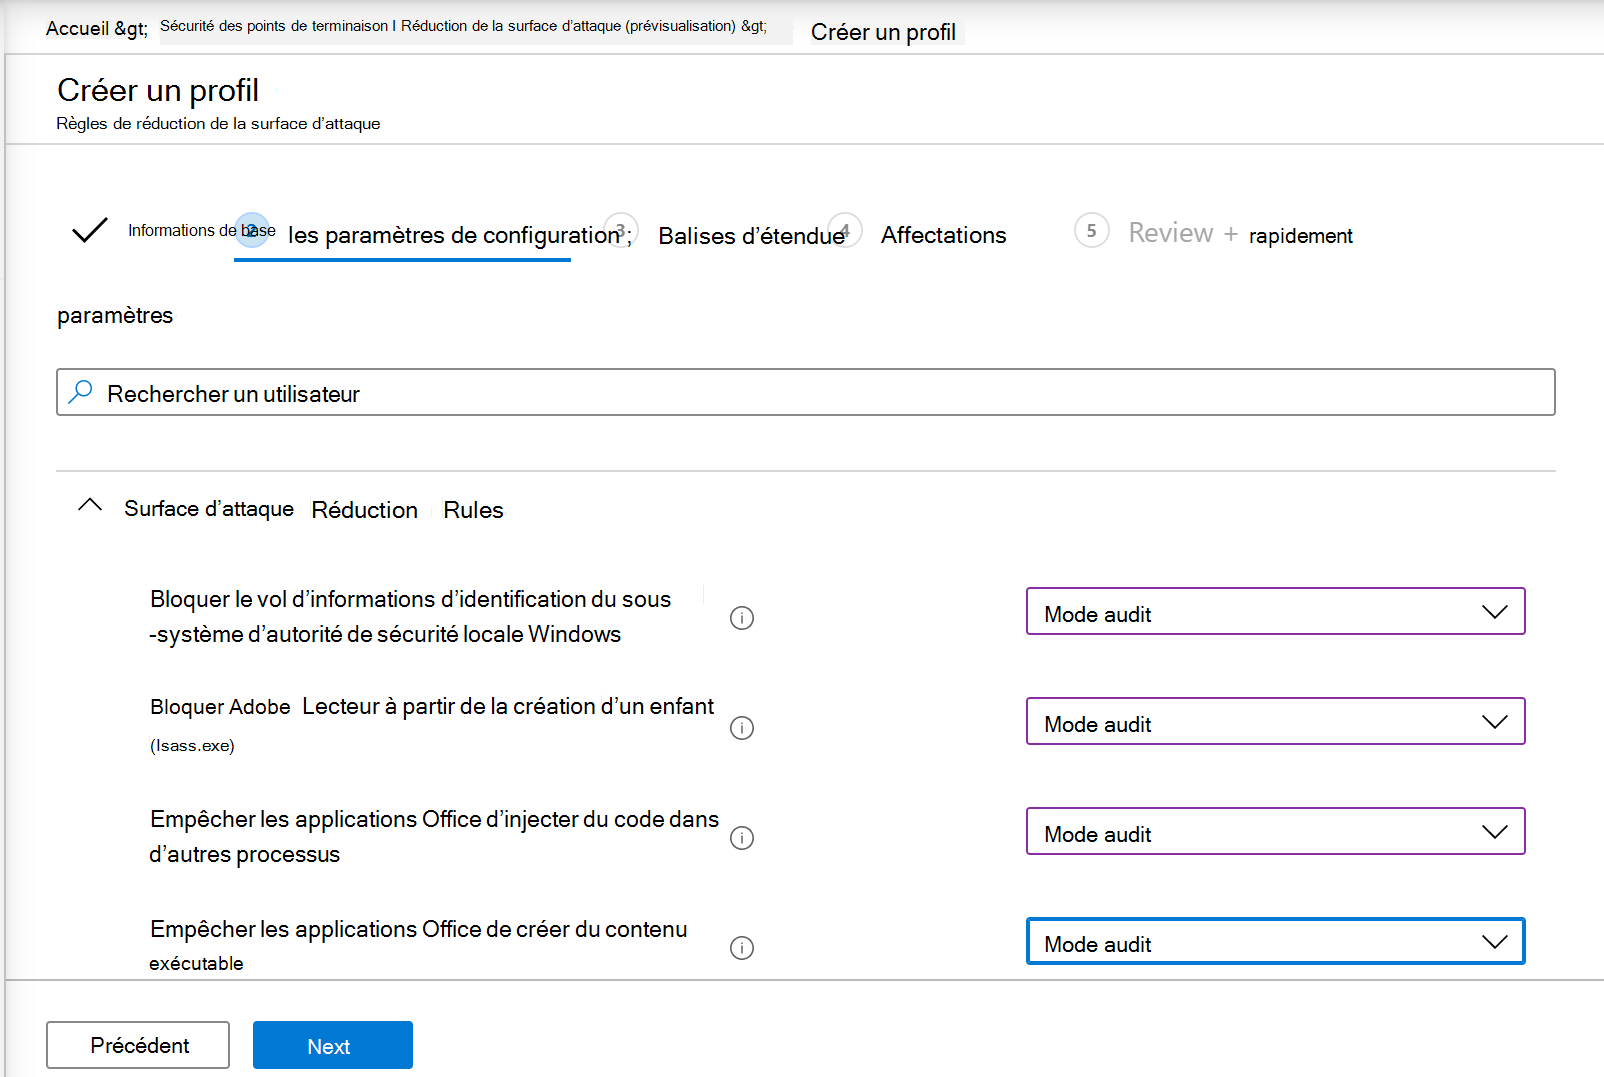 Accueil &gt; Sécurité des points de terminaison I Réduction de la surface d’attaque (prévisualisation) &gt; Créer un profil
Créer un profil
Règles de réduction de la surface d’attaque
Informations de base 2 les paramètres de configuration ; 3 Balises d’étendue 4 Affectations 5 Review + rapidement
paramètres
Rechercher un utilisateur
Surface d’attaque Réduction Rules
Bloquer le vol d’informations d’identification du sous
-système d’autorité de sécurité locale Windows
Mode audit
Bloquer Adobe Lecteur à partir de la création d’un enfant
(lsass.exe)
Mode audit
Empêcher les applications Office d’injecter du code dans
d’autres processus
Mode audit
Empêcher les applications Office de créer du contenu
exécutable
Mode audit
Précédent Next